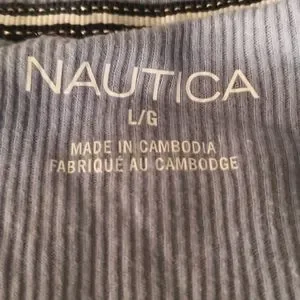 NAUTICA
L/G
MADE IN CAMBODIA
FABRIQUÉ AU CAMBODGE